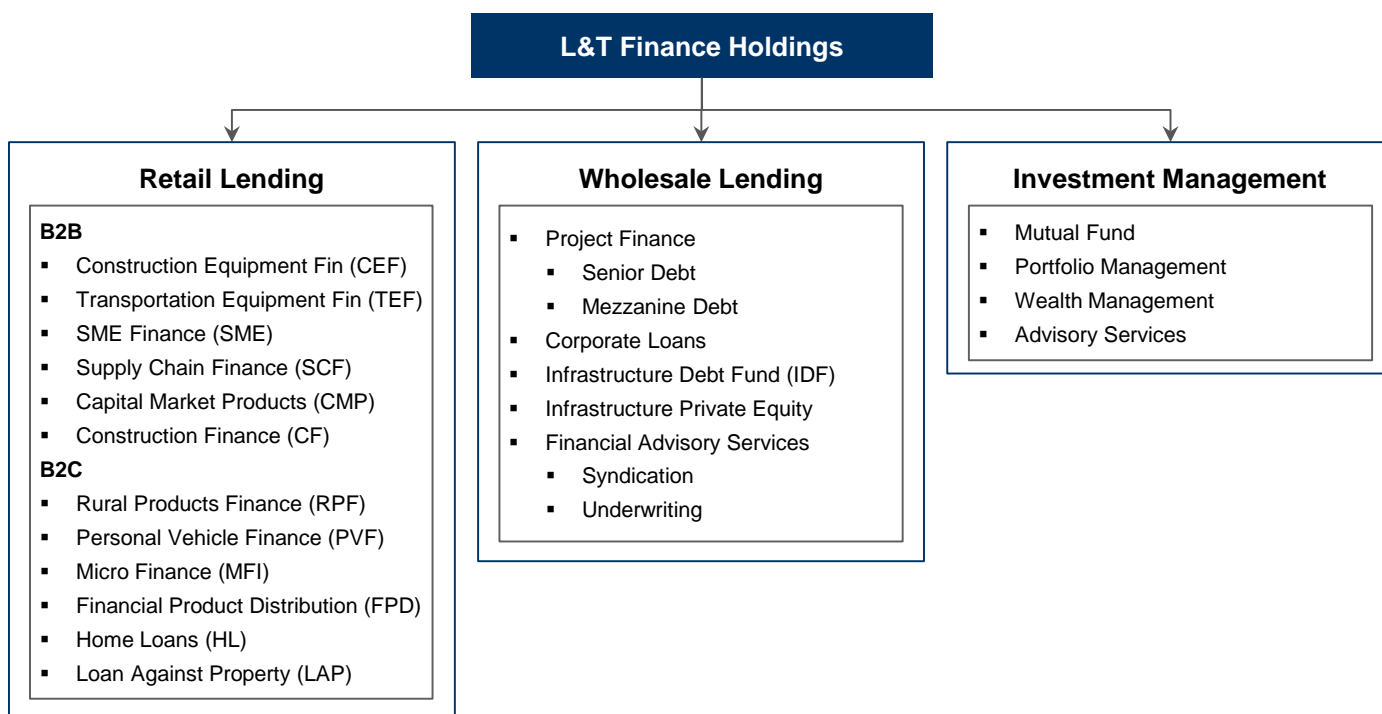 L&T Finance Holdings
Retail Lending
B2B
▪ Construction Equipment Fin (CEF)
▪ Transportation Equipment Fin (TEF)
▪ SME Finance (SME)
▪ Supply Chain Finance (SCF)
▪ Capital Market Products (CMP)
▪ Construction Finance (CF)
B2C
▪ Rural Products Finance (RPF)
▪ Personal Vehicle Finance (PVF)
▪ Micro Finance (MFI)
▪ Financial Product Distribution (FPD)
▪ Home Loans (HL)
▪ Loan Against Property (LAP)
Wholesale Lending
▪ Project Finance
▪ Senior Debt
▪ Mezzanine Debt
▪ Corporate Loans
▪ Infrastructure Debt Fund (IDF)
▪ Infrastructure Private Equity
▪ Financial Advisory Services
▪ Syndication
▪ Underwriting
Investment Management
▪ Mutual Fund
▪ Portfolio Management
▪ Wealth Management
▪ Advisory Services